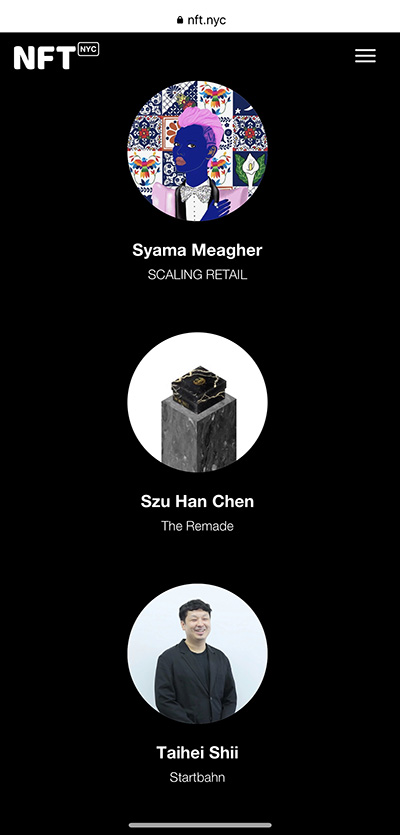 nft.nyc
NFT NYC
Syama Meagher
SCALING RETAIL
Szu Han Chen
The Remade
Taihei Shii
Startbahn